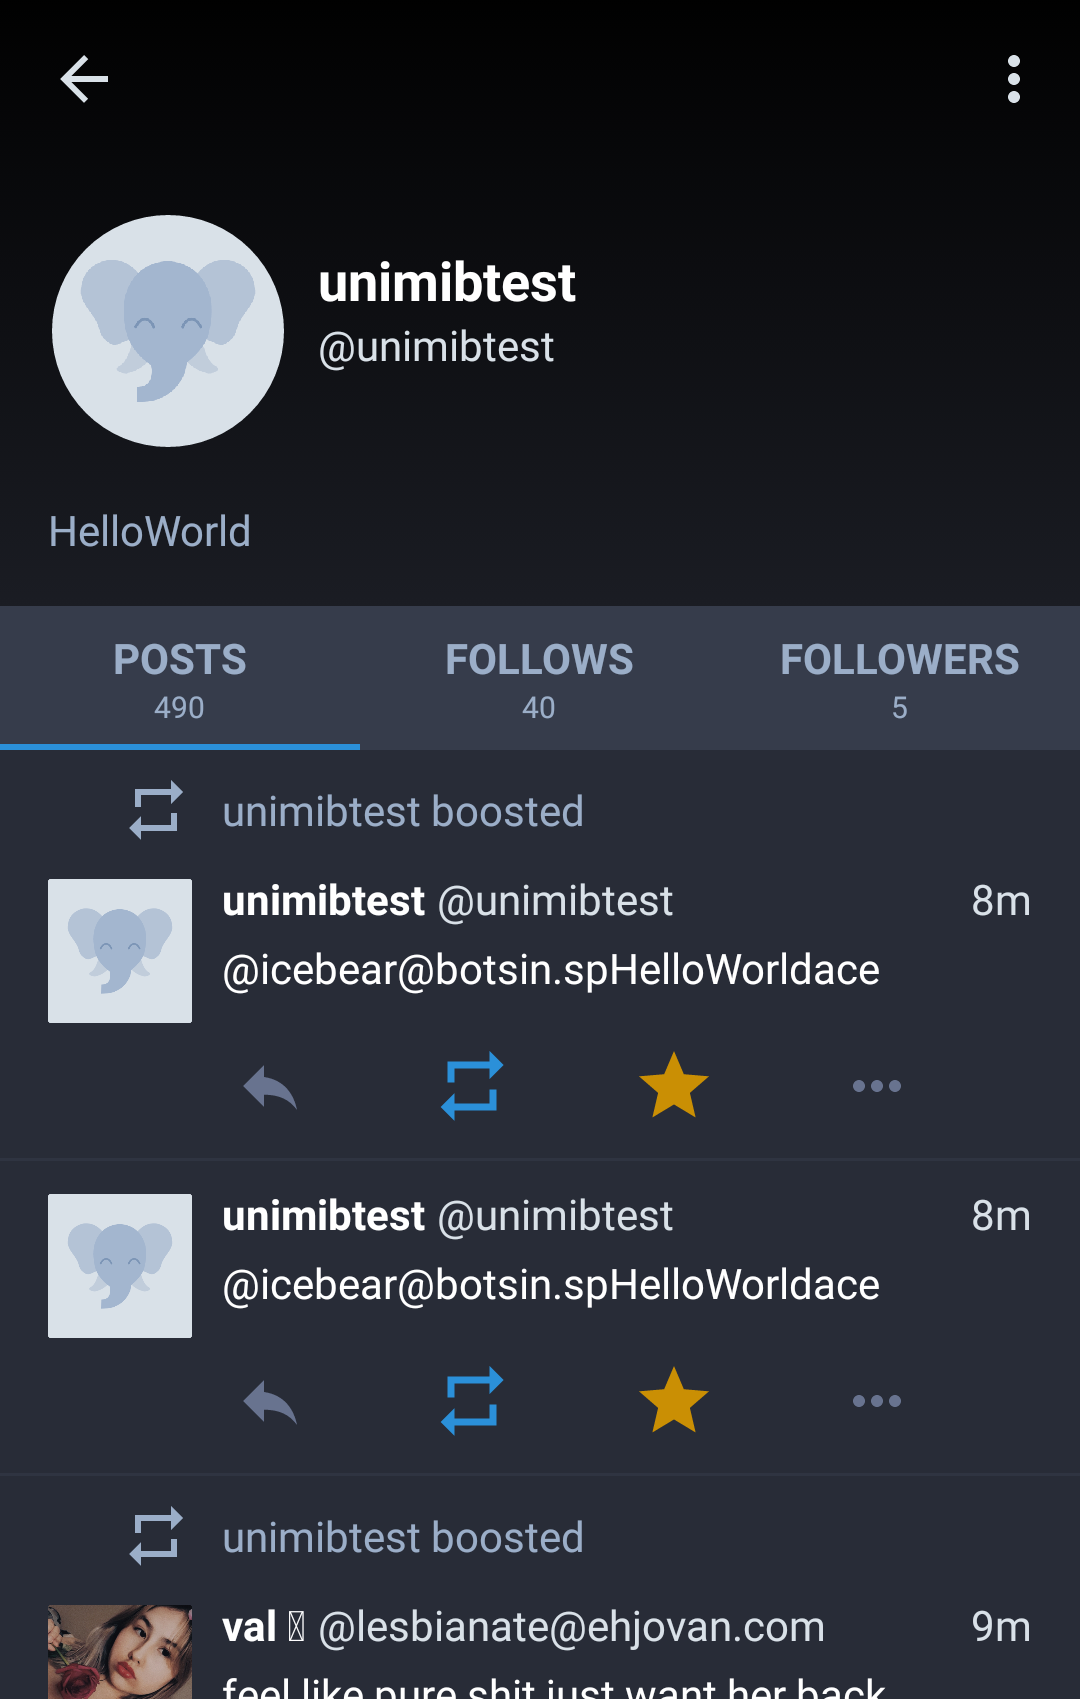 unimibtest
@unimibtest
HelloWorld
POSTS FOLLOWS FOLLOWERS
490 40 5
unimibtest boosted
unimibtest @unimibtest 8m
@icebear@botsin.spHelloWorldace
unimibtest @unimibtest 8m
@icebear@botsin.spHelloWorldace
unimibtest boosted
val @lesbianate@ehjovan.com 9m
feel like pure shit just want her back